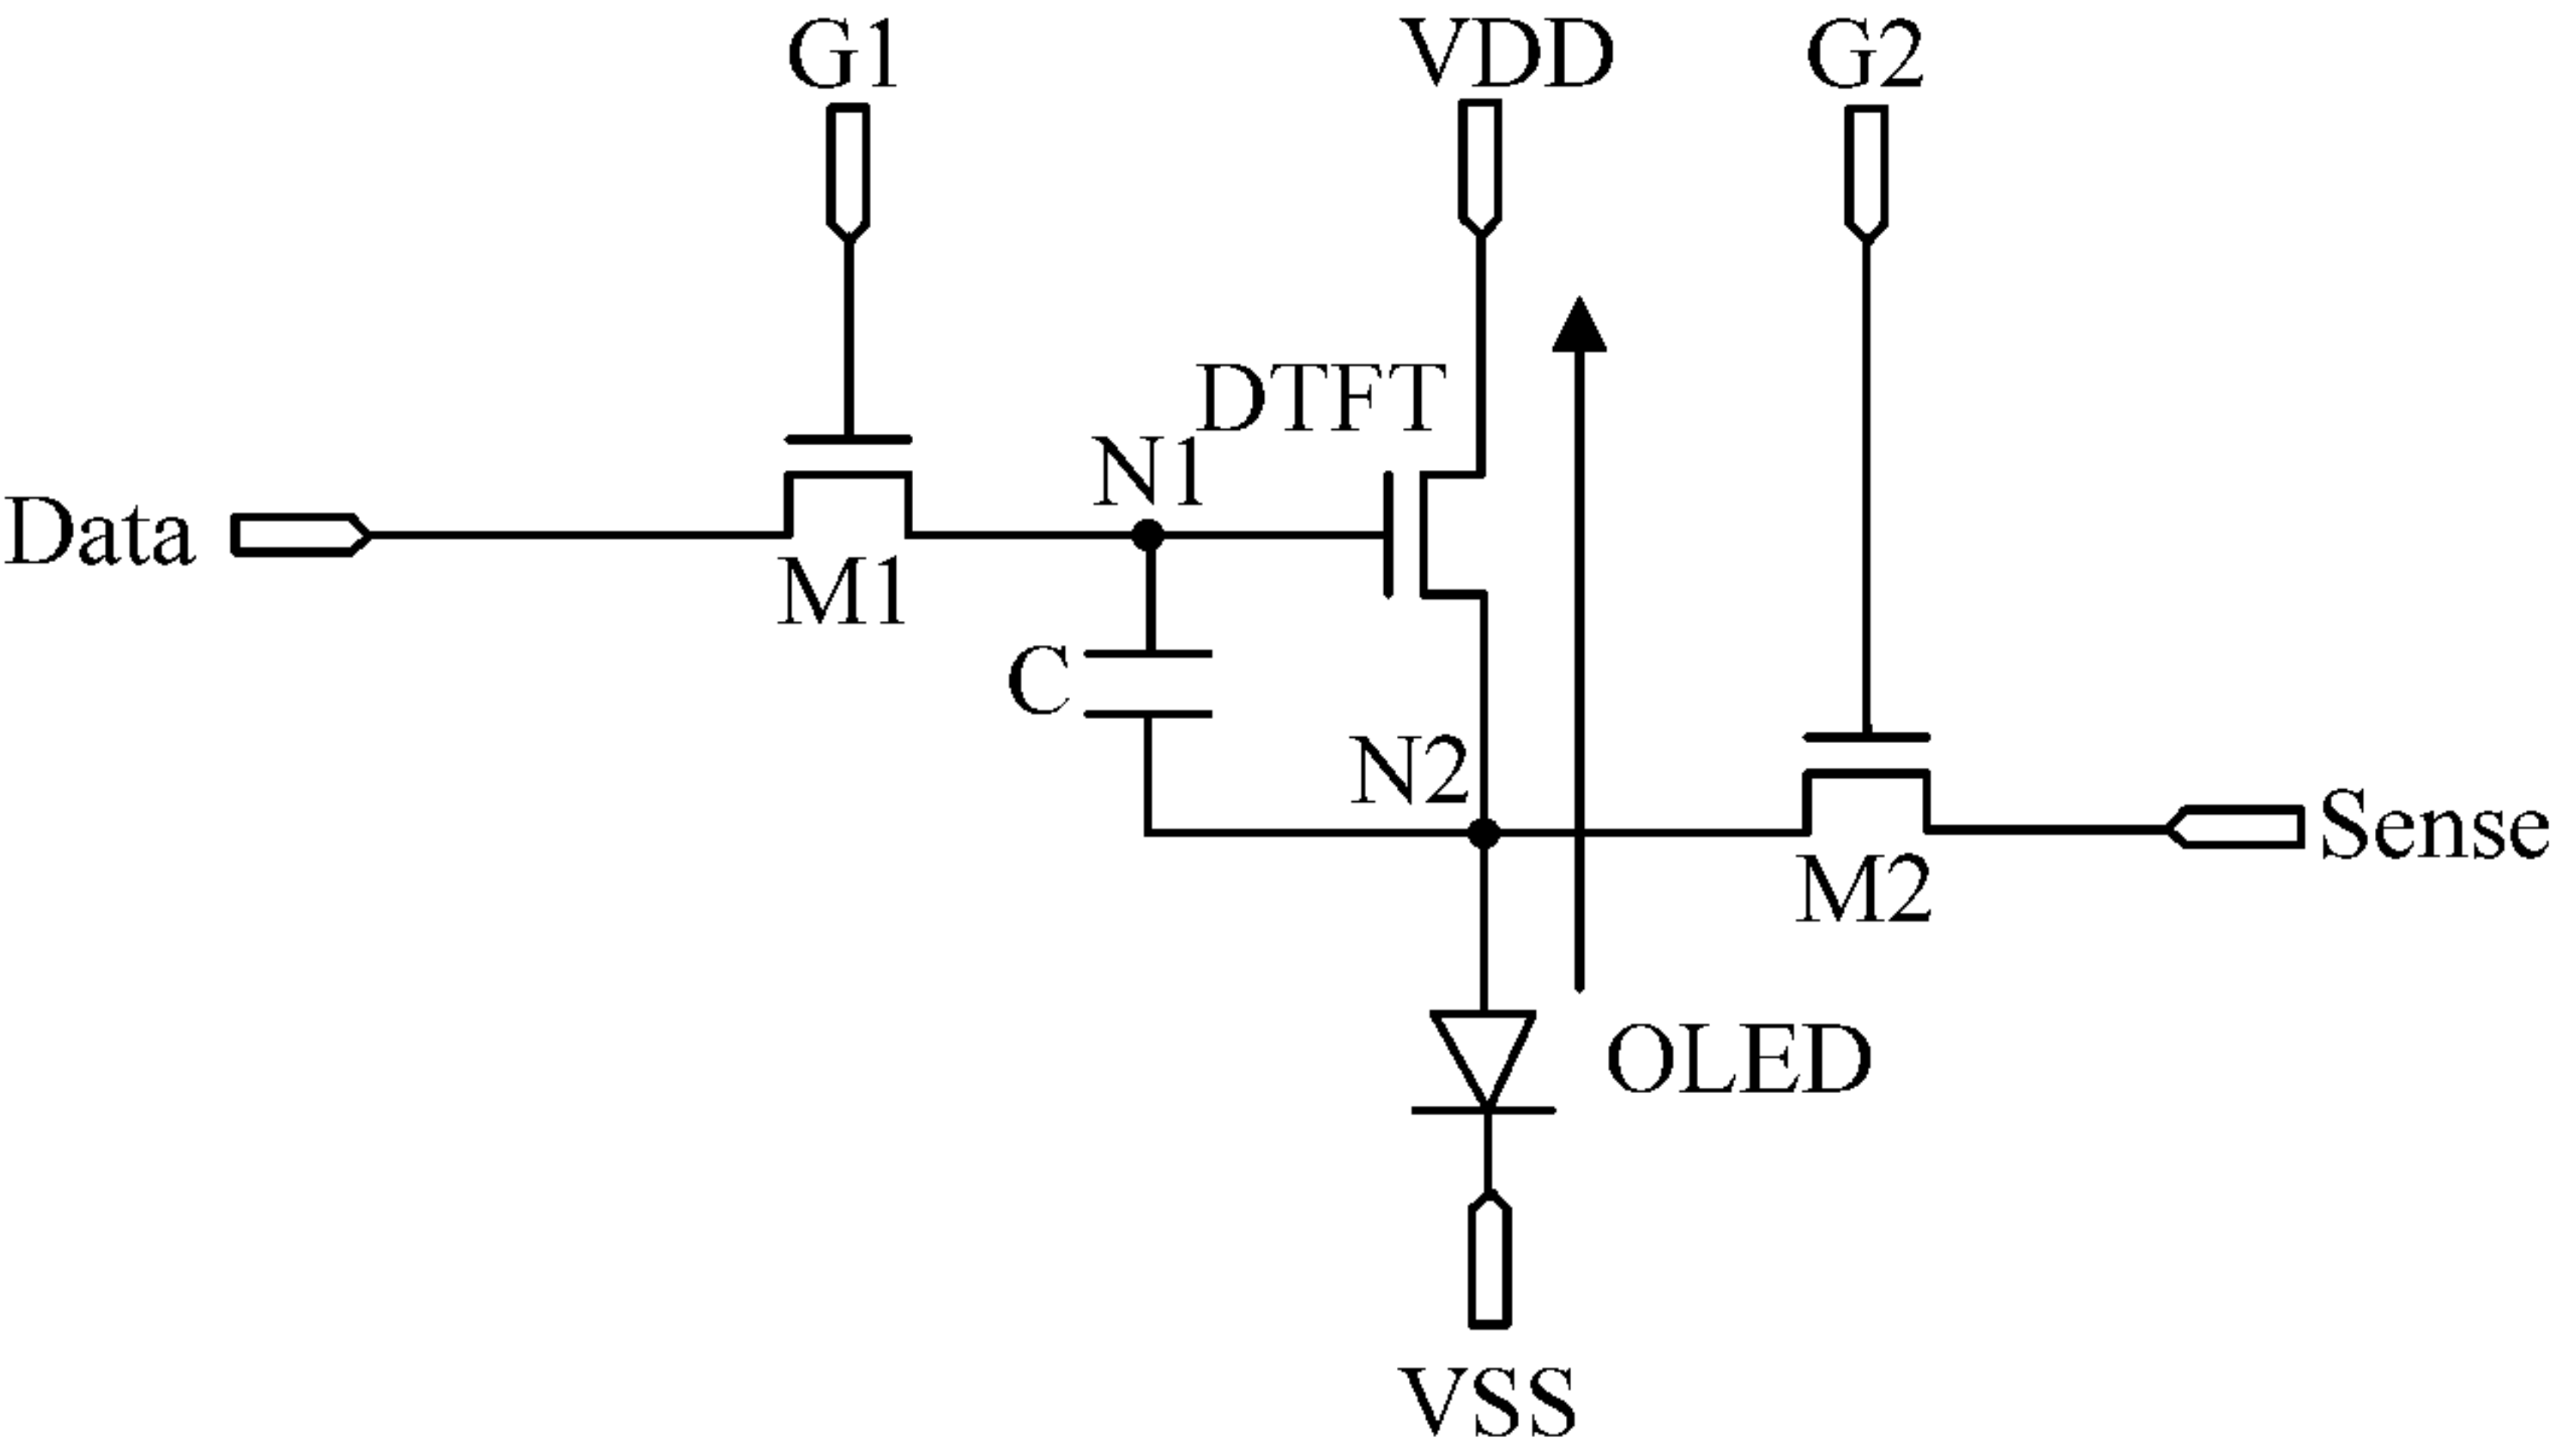 G1
VDD
G2
DTFT
N1
Data
M1
C
N2
Sense
M2
OLED
VSS